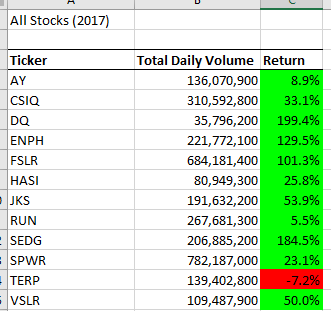 A B C
All Stocks (2017)
Ticker Total Daily Volume Return
AY 136,070,900 8.9%
CSIQ 310,592,800 33.1%
DQ 35,796,200 199.4%
ENPH 221,772,100 129.5%
FSLR 684,181,400 101.3%
HASI 80,949,300 25.8%
JKS 191,632,200 53.9%
RUN 267,681,300 5.5%
SEDG 206,885,200 184.5%
SPWR 782,187,000 23.1%
TERP 139,402,800 -7.2%
VSLR 109,487,900 50.0%